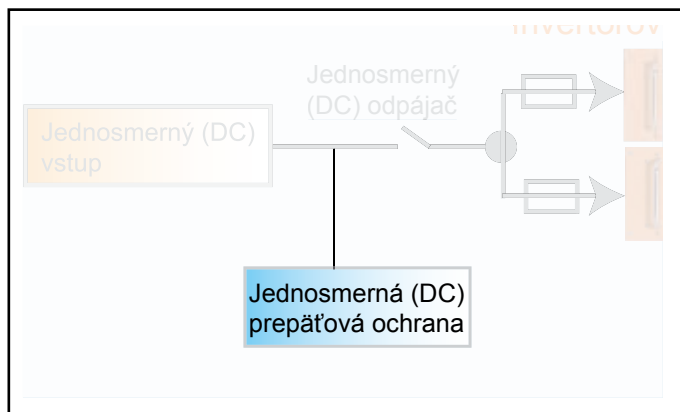 invertorov
Jednosmerný
(DC) odpájač
Jednosmerný (DC)
vstup
Jednosmerná (DC)
prepäťová ochrana